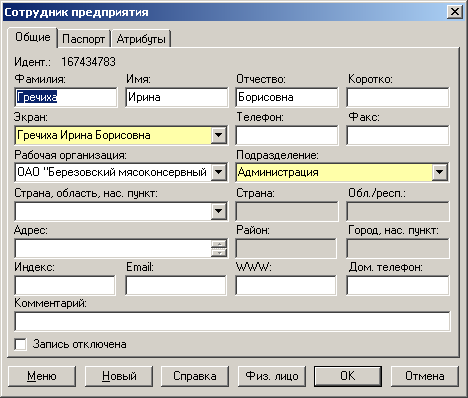 Сотрудник предприятия
Общие Паспорт Атрибуты
Идент.: 167434783
Фамилия: Имя: Отчество: Коротко:
Гречиха Ирина Борисовна
Экран: Телефон: Факс:
Гречиха Ирина Борисовна
Рабочая организация: Подразделение:
ОАО "Березовский мясоконсервный Администрация
Страна, область, нас. пункт: Страна: Обл./респ.:
Адрес: Район: Город, нас. пункт:
Индекс: Email: WWW: Дом. телефон:
Комментарий:
Запись отключена
Меню Новый Справка Физ. лицо OK Отмена